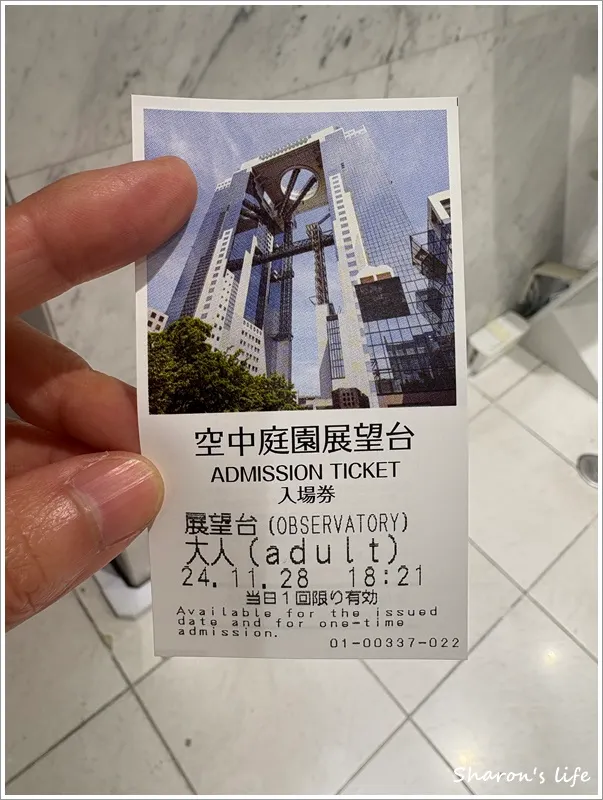 空中庭園展望台
ADMISSION TICKET
入場券
展望台 (OBSERVATORY)
大人 (adult)
24.11.28 18:21
当日1回限り有効
Available for the issued
date and for one-time
admission.
01-00337-022
Sharon's life